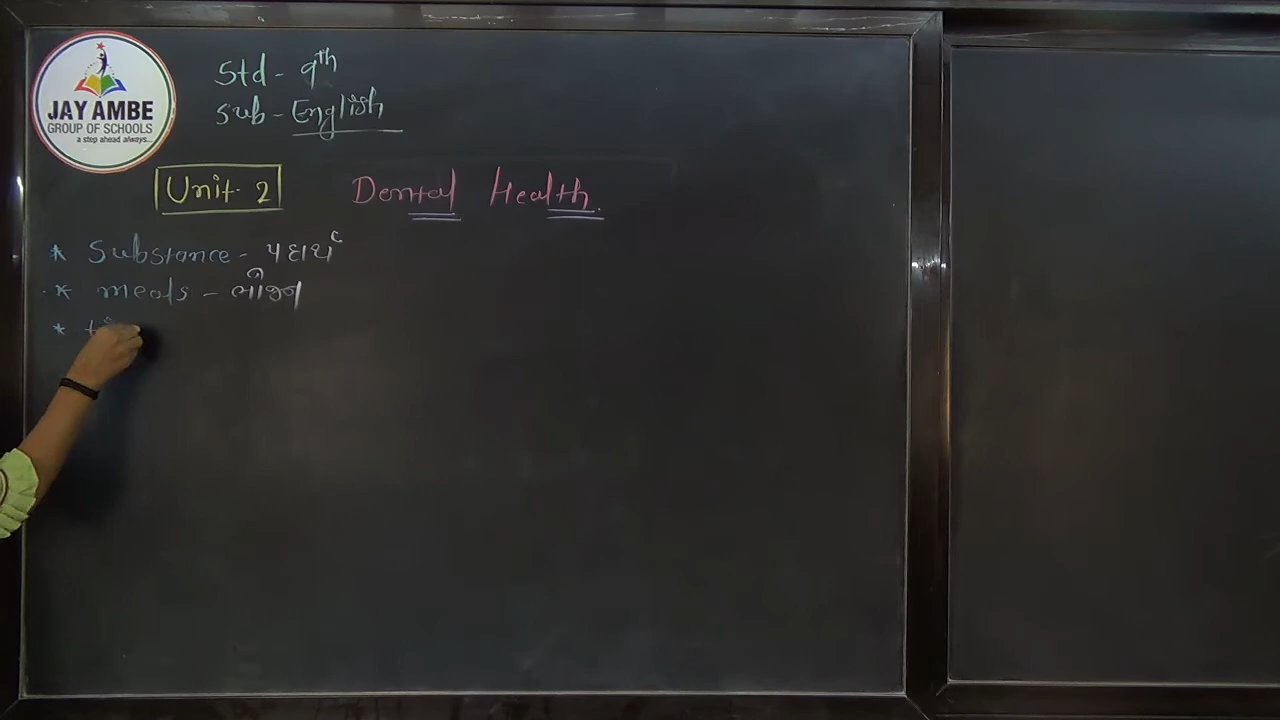 JAY AMBE
GROUP OF SCHOOLS
a step ahead always...
Std - 9th
Sub - English
Unit - 2 Dental Health.
* Substance - પદાર્થ
* meals - ભોજન
*